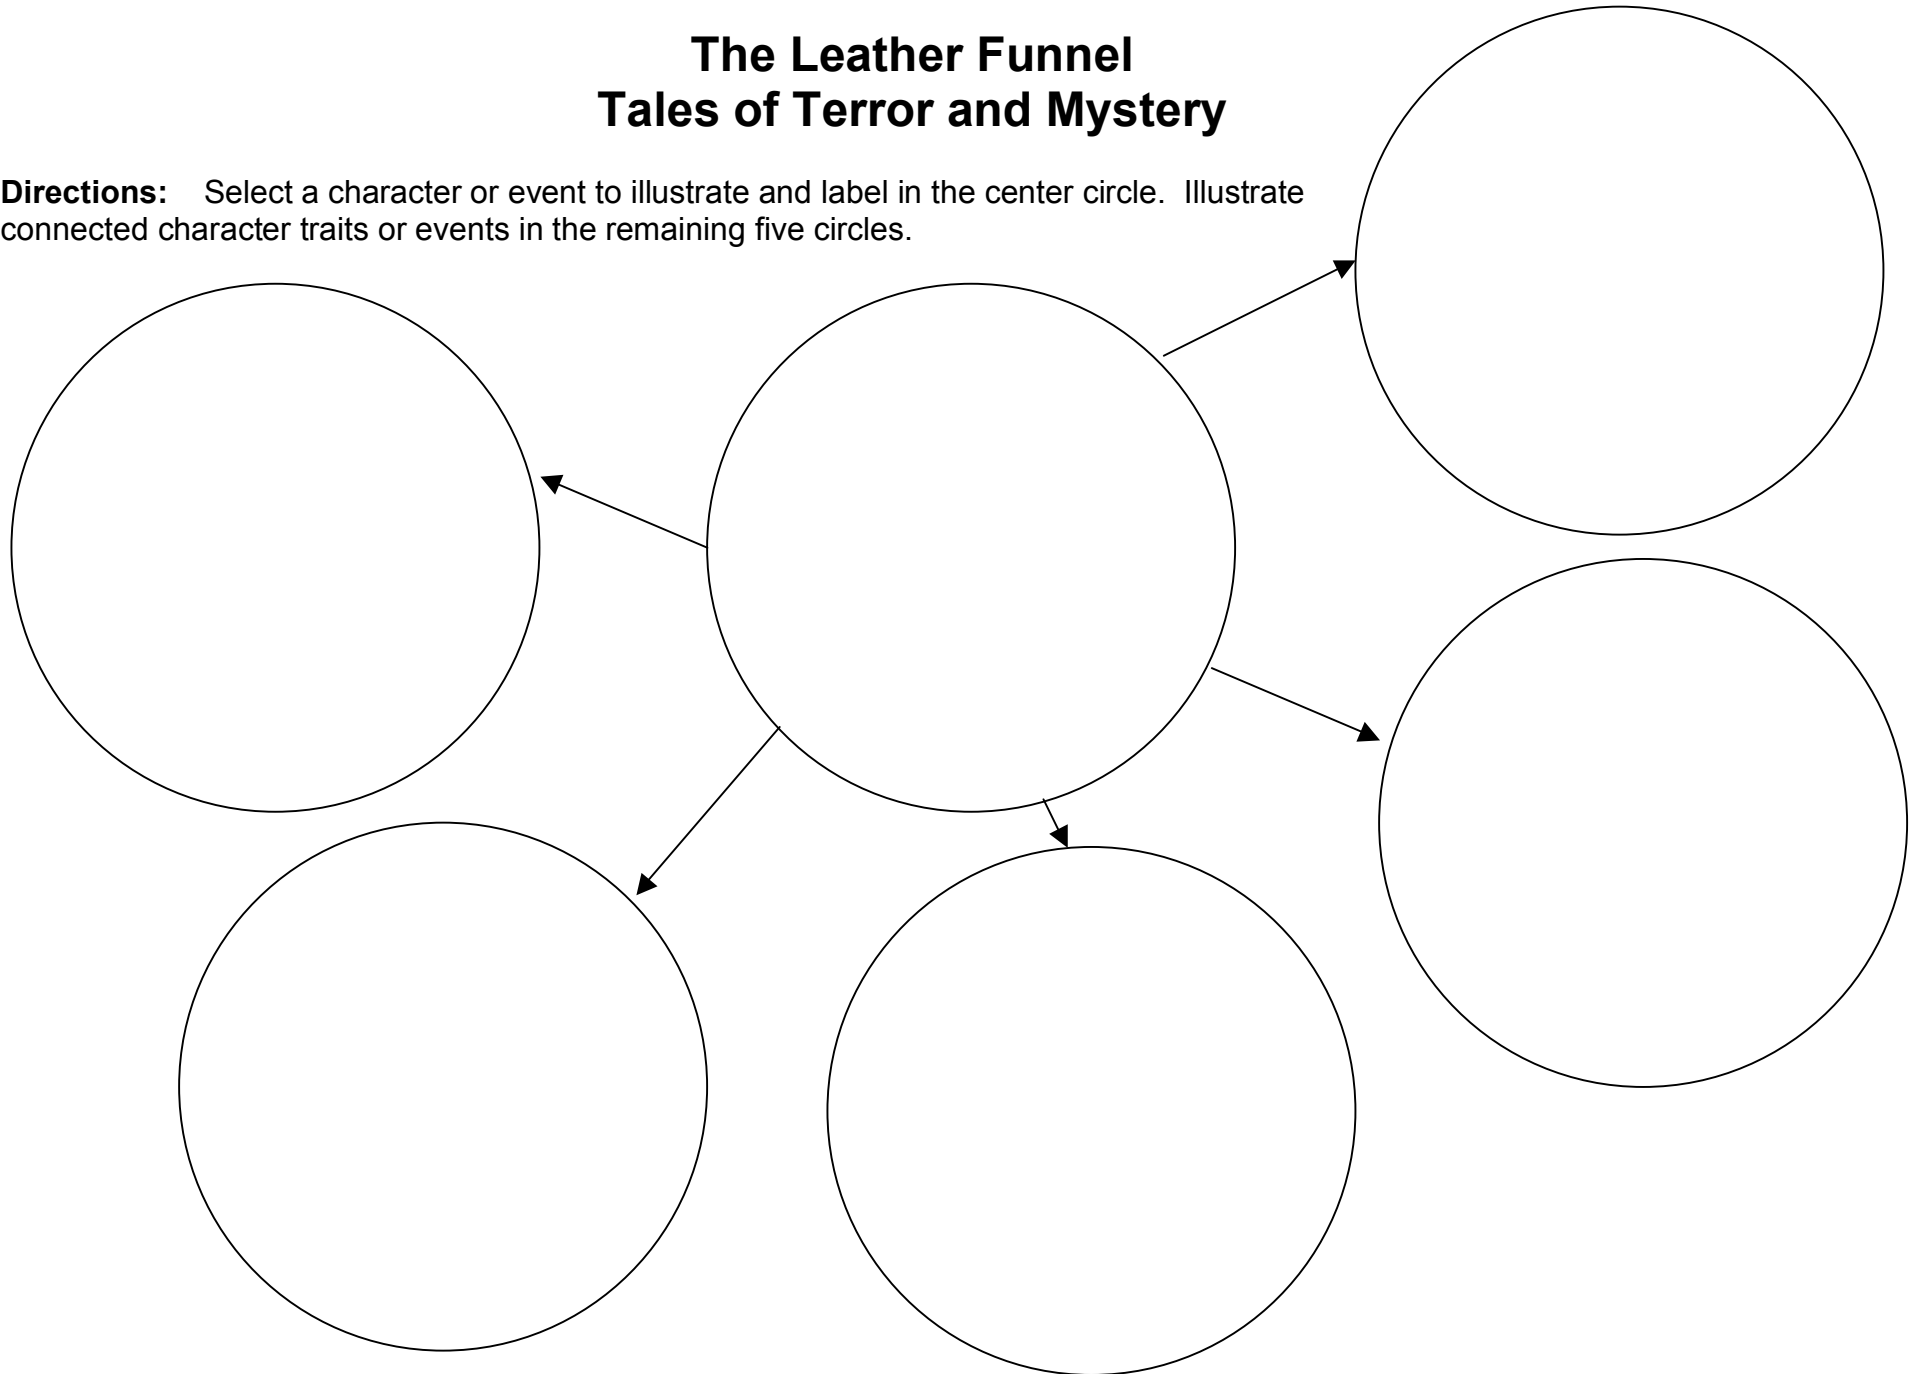 The Leather Funnel
Tales of Terror and Mystery
Directions: Select a character or event to illustrate and label in the center circle. Illustrate
connected character traits or events in the remaining five circles.